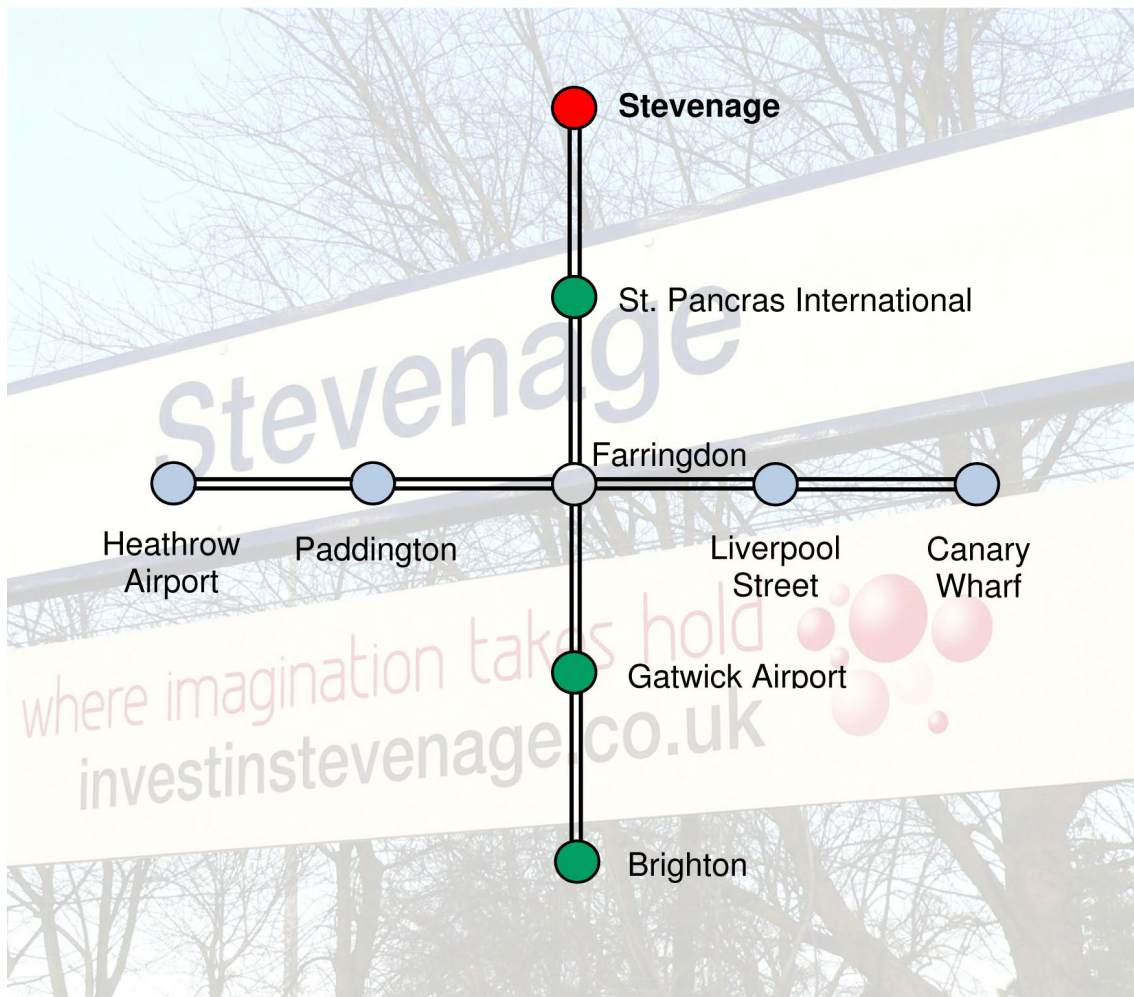 Stevenage
St. Pancras International
Stevenage
Farringdon
Heathrow
Airport
Paddington
Liverpool
Street
Canary
Wharf
where imagination takes hold
Gatwick Airport
investinstevenage.co.uk
Brighton